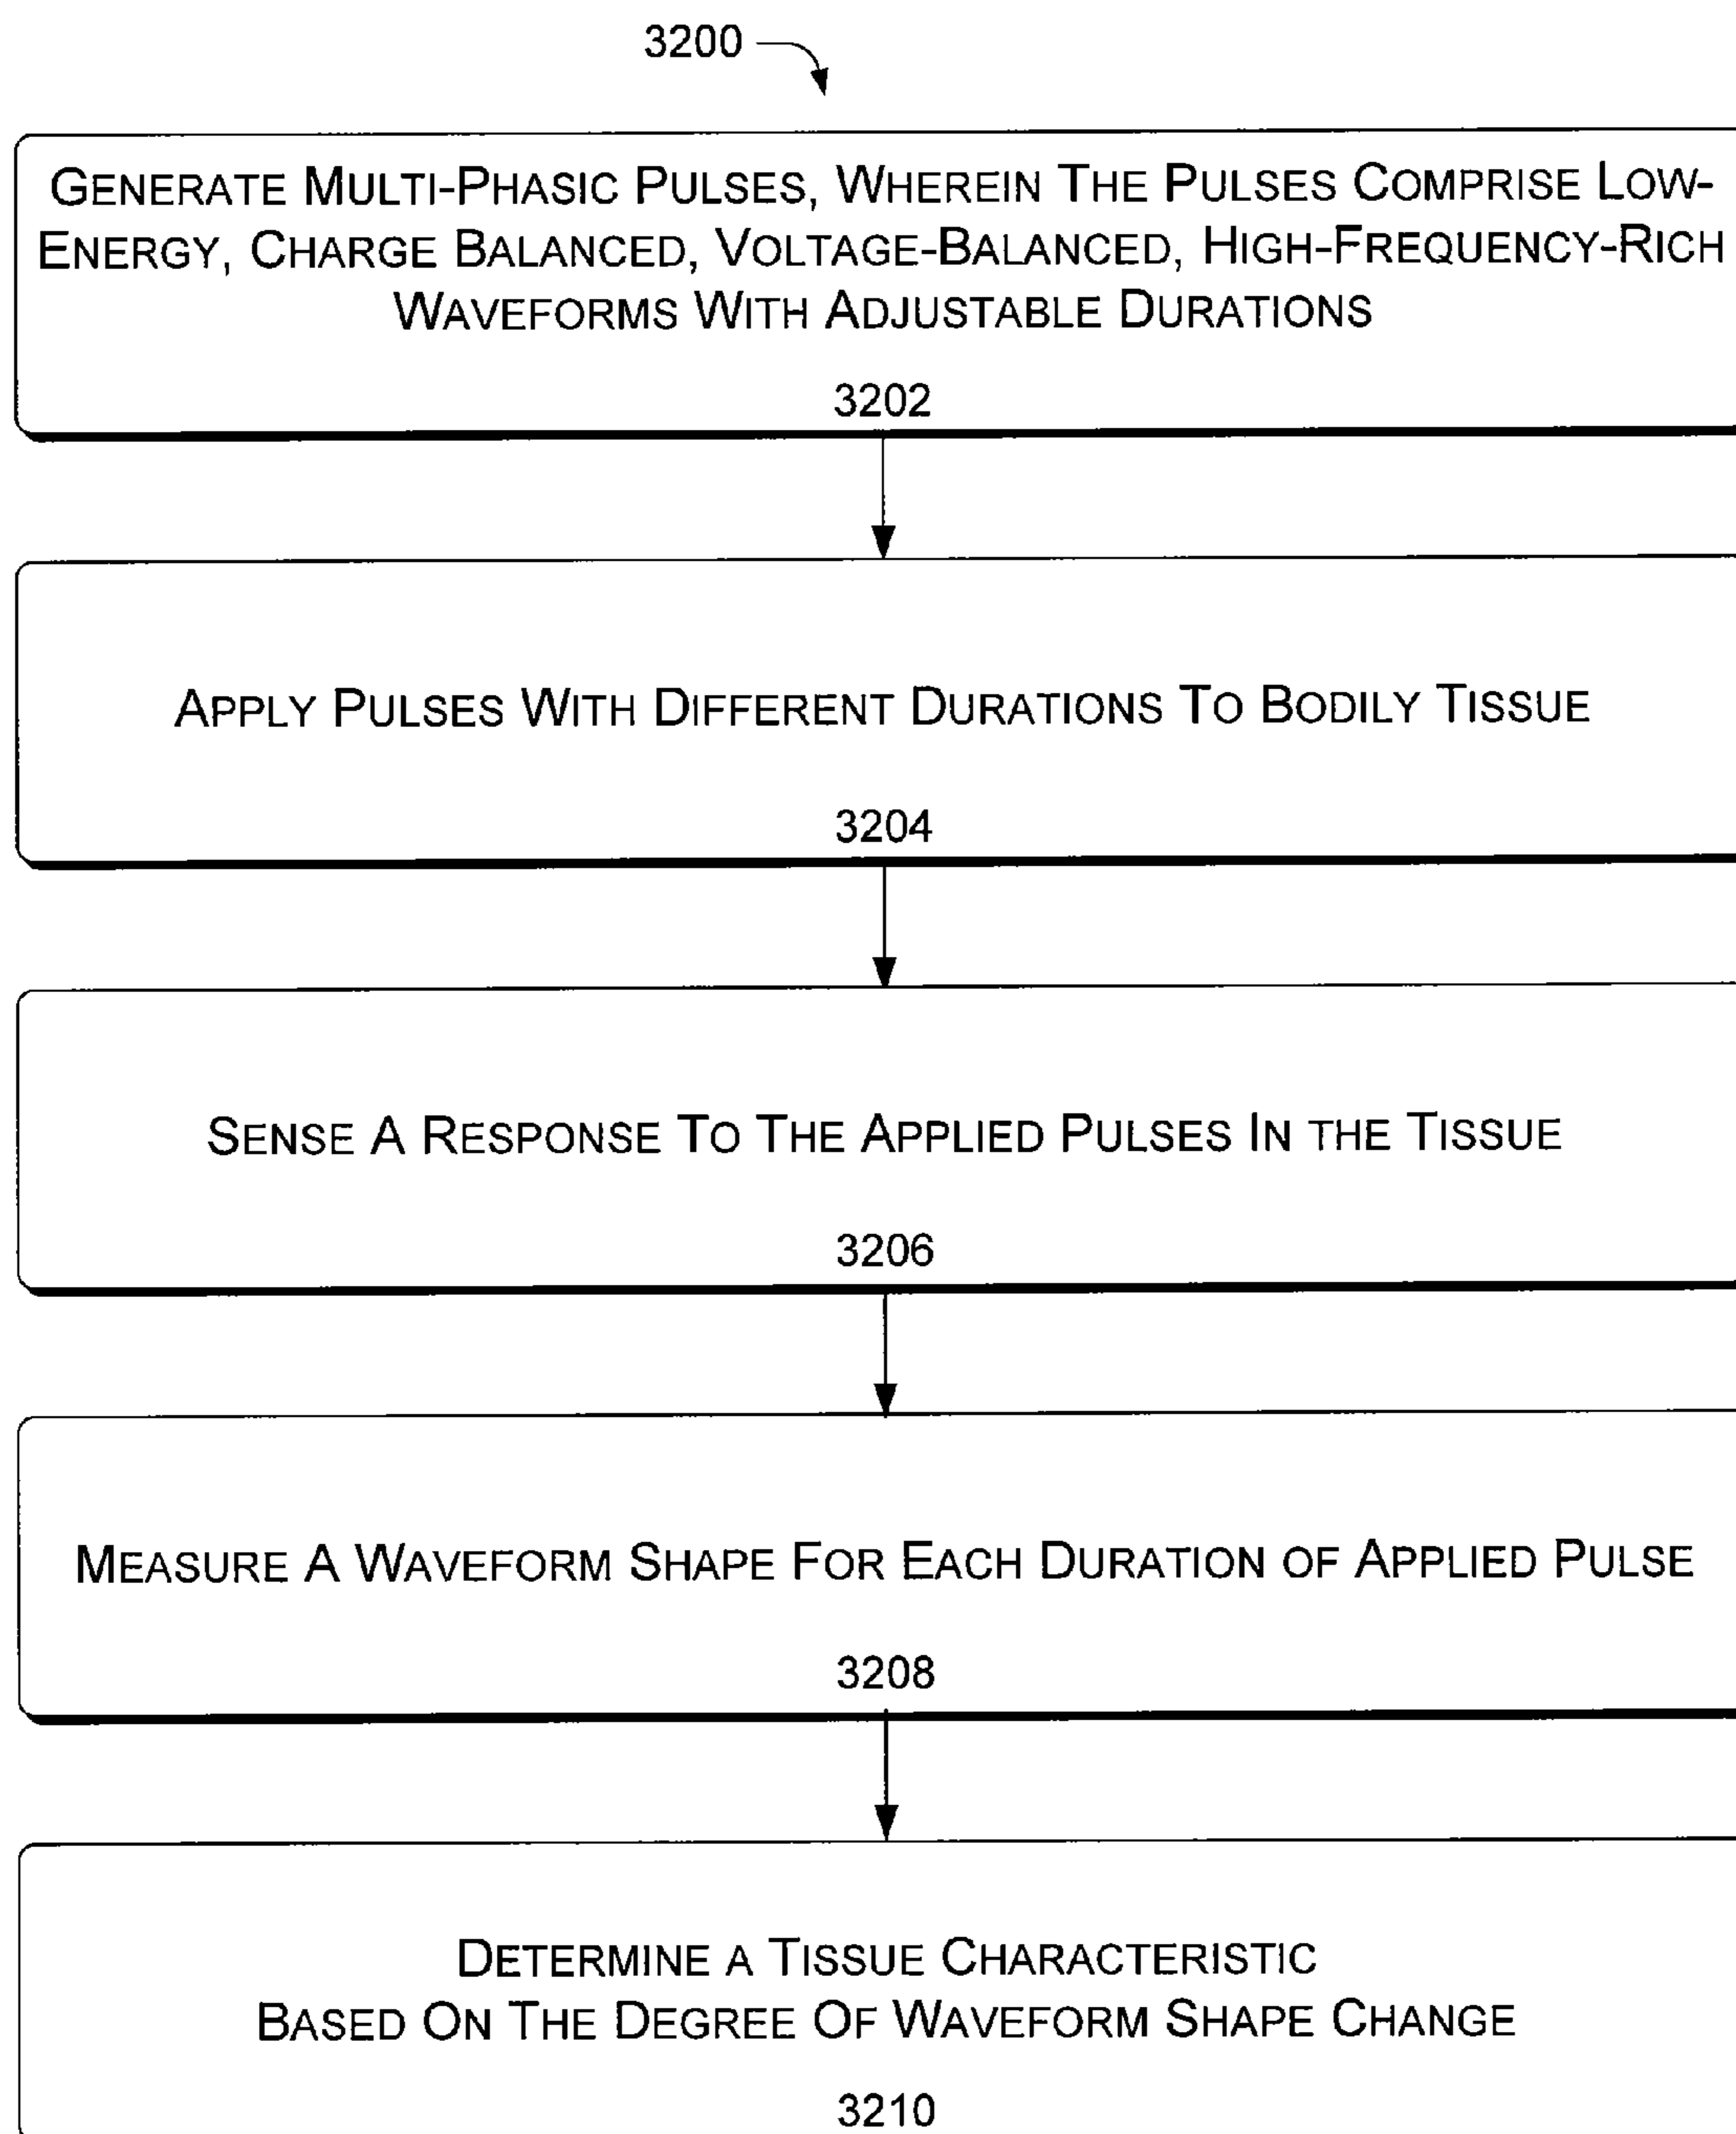 3200
GENERATE MULTI-PHASIC PULSES, WHEREIN THE PULSES COMPRISE LOW-
ENERGY, CHARGE BALANCED, VOLTAGE-BALANCED, HIGH-FREQUENCY-RICH
WAVEFORMS WITH ADJUSTABLE DURATIONS
3202
APPLY PULSES WITH DIFFERENT DURATIONS TO BODILY TISSUE
3204
SENSE A RESPONSE TO THE APPLIED PULSES IN THE TISSUE
3206
MEASURE A WAVEFORM SHAPE FOR EACH DURATION OF APPLIED PULSE
3208
DETERMINE A TISSUE CHARACTERISTIC
BASED ON THE DEGREE OF WAVEFORM SHAPE CHANGE
3210